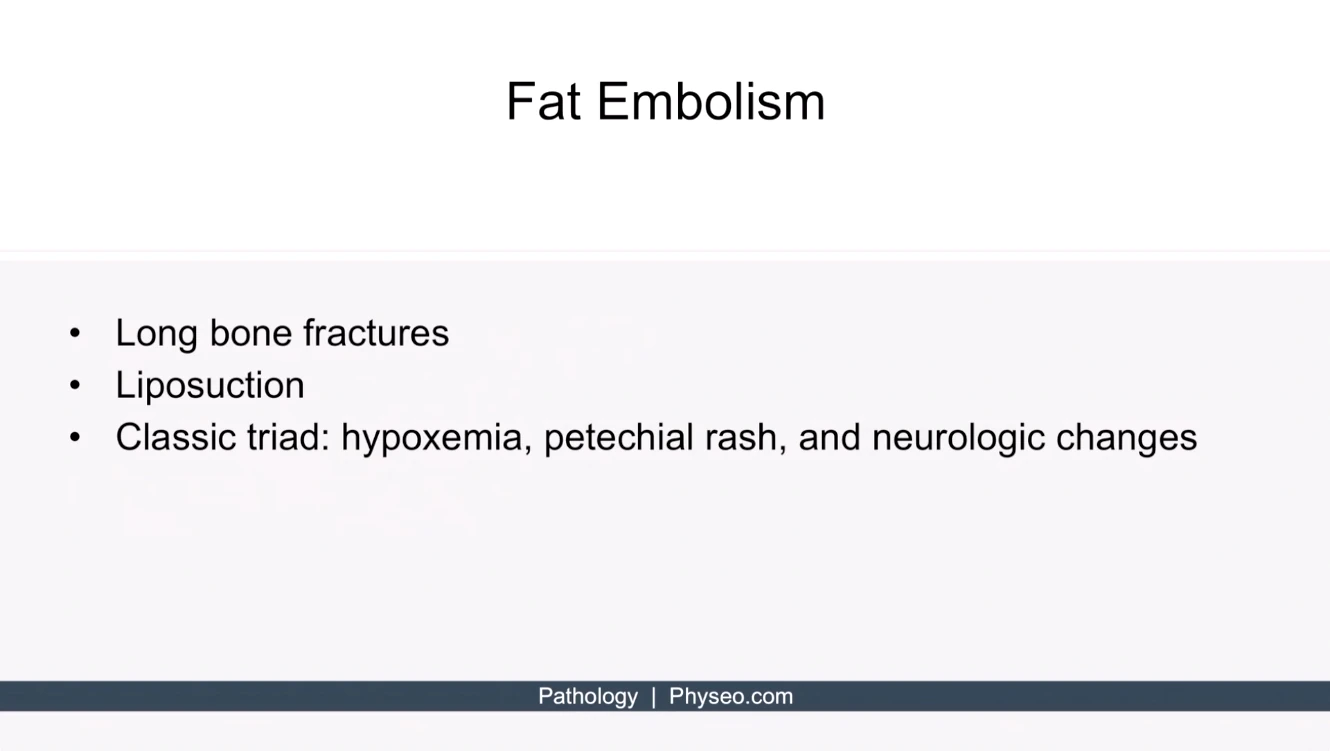 Fat Embolism
• Long bone fractures
• Liposuction
• Classic triad: hypoxemia, petechial rash, and neurologic changes
Pathology | Physeo.com